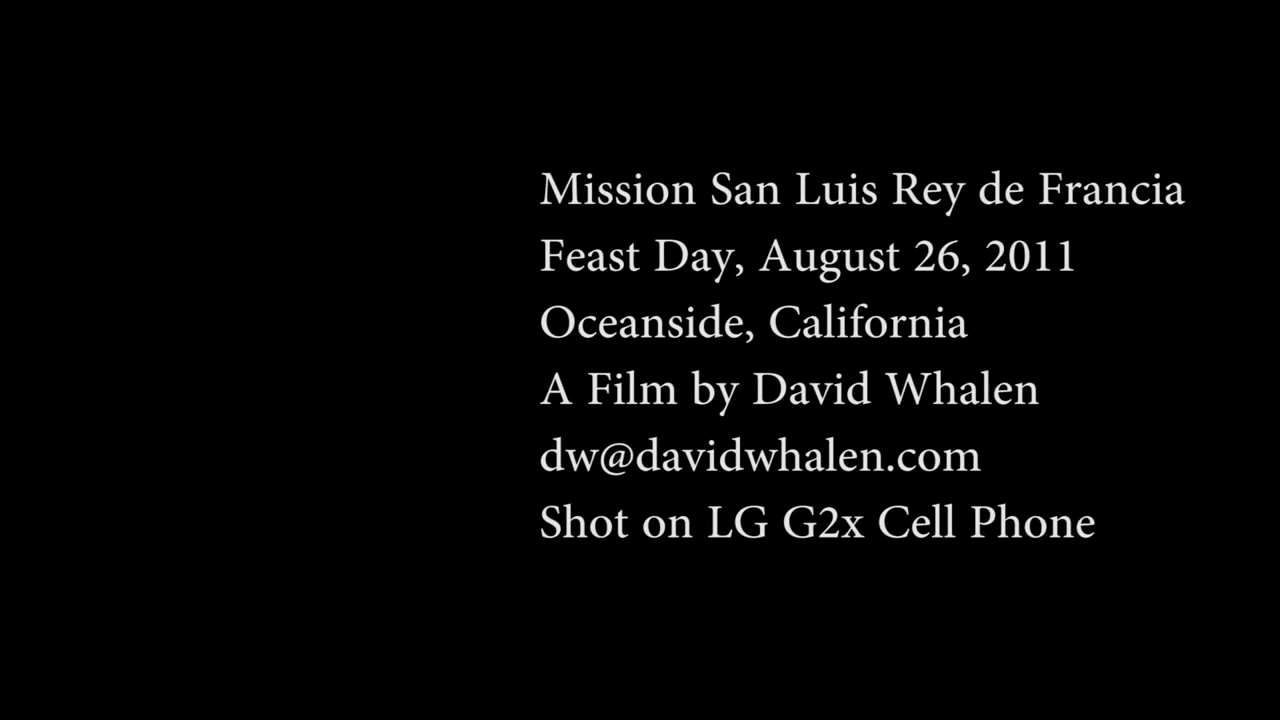 Mission San Luis Rey de Francia
Feast Day, August 26, 2011
Oceanside, California
A Film by David Whalen
dw@davidwhalen.com
Shot on LG G2x Cell Phone